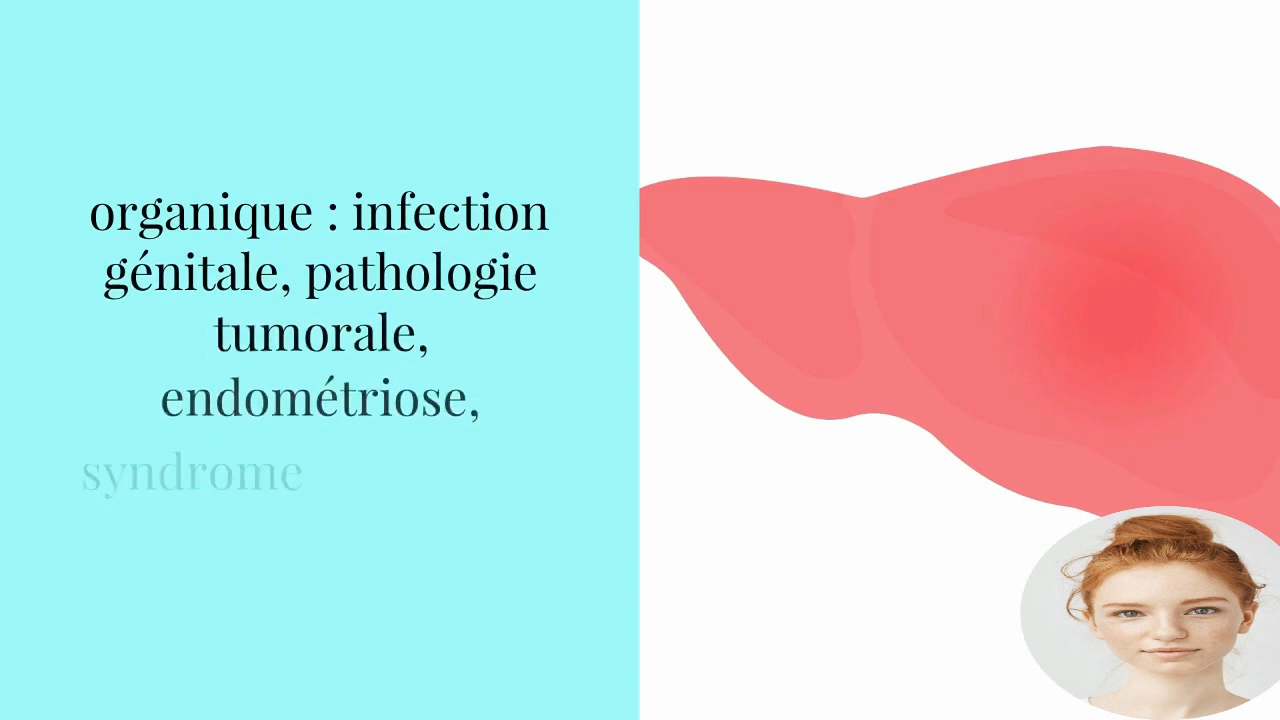 organique : infection
génitale, pathologie
tumorale,
endométriose,
syndrome